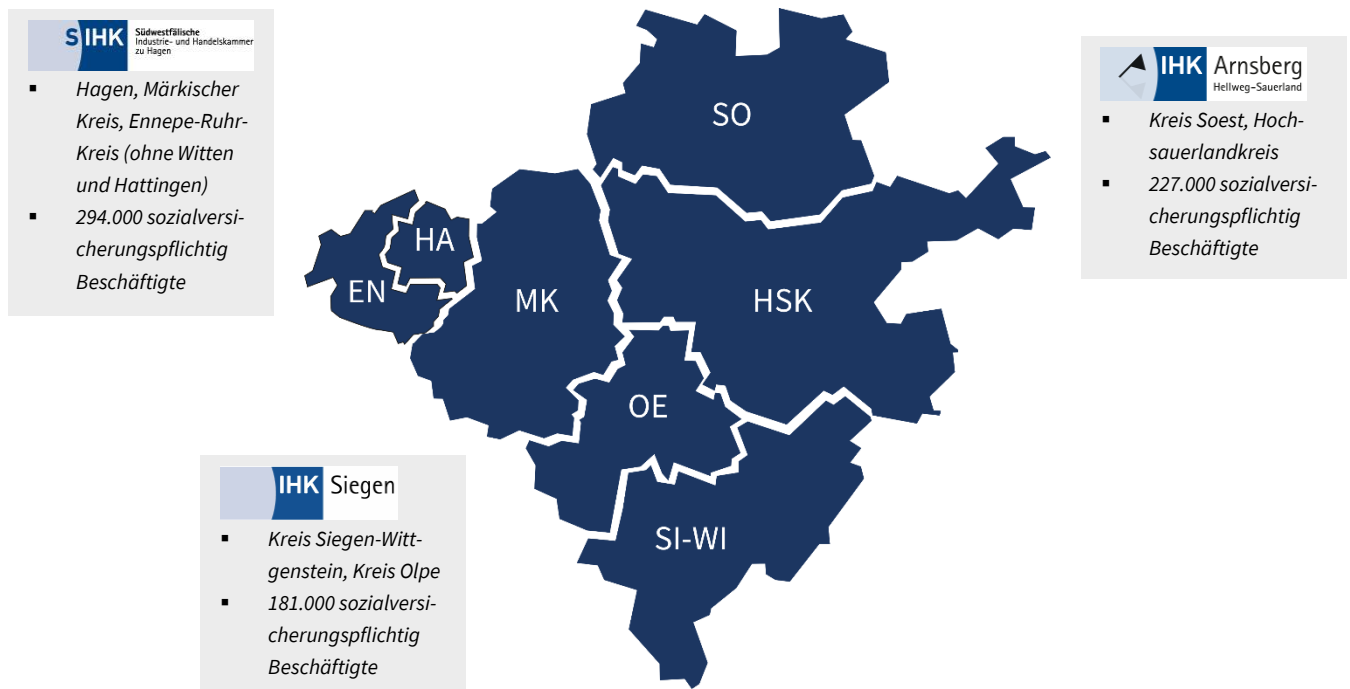 SIHK Südwestfälische
Industrie- und Handelskammer
zu Hagen
▪ Hagen, Märkischer
Kreis, Ennepe-Ruhr-
Kreis (ohne Witten
und Hattingen)
▪ 294.000 sozialversi-
cherungspflichtig
Beschäftigte
IHK Arnsberg
Hellweg-Sauerland
▪ Kreis Soest, Hoch-
sauerlandkreis
▪ 227.000 sozialversi-
cherungspflichtig
Beschäftigte
SO
HA
EN
MK
HSK
OE
SI-WI
IHK Siegen
▪ Kreis Siegen-Witt-
genstein, Kreis Olpe
▪ 181.000 sozialversi-
cherungspflichtig
Beschäftigte